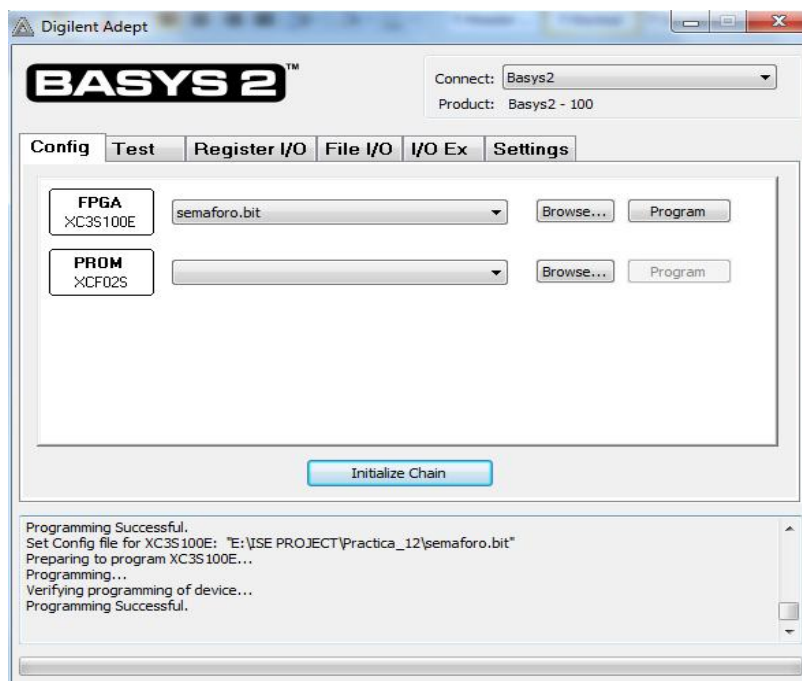 Digilent Adept
BASYS 2™
Connect: Basys2
Product: Basys2 - 100
Config Test Register I/O File I/O I/O Ex Settings
FPGA
XC3S100E
semaforo.bit Browse... Program
PROM
XCF02S
Browse... Program
Initialize Chain
Programming Successful.
Set Config file for XC3S100E: "E:\ISE PROJECT\Practica_12\semaforo.bit"
Preparing to program XC3S100E...
Programming...
Verifying programming of device...
Programming Successful.